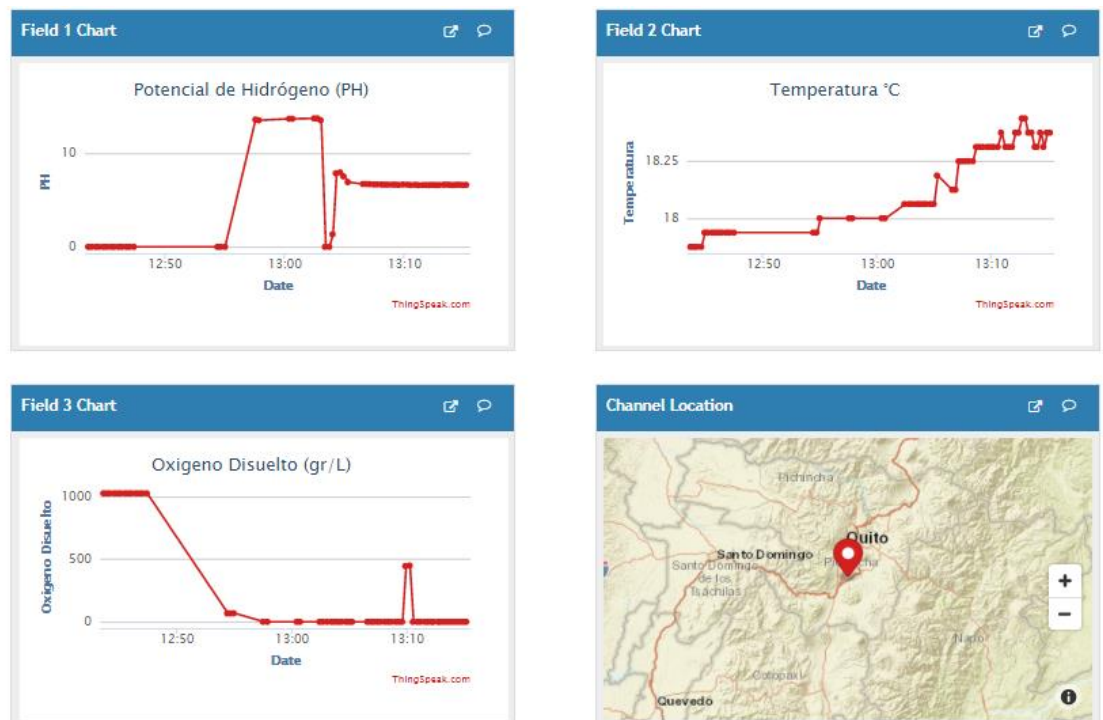 Field 1 Chart
Potencial de Hidrógeno (PH)
PH
10
0
12:50 13:00 13:10
Date
ThingSpeak.com
Field 2 Chart
Temperatura °C
Temperatura
18.25
18
12:50 13:00 13:10
Date
ThingSpeak.com
Field 3 Chart
Oxigeno Disuelto (gr/L)
Oxigeno Disuelto
1000
500
0
12:50 13:00 13:10
Date
ThingSpeak.com
Channel Location
Pichincha
Quito
Santo Domingo
Santo Domingo
de los
Tsáchilas
Napo
Cotopaxi
Quevedo
+
−